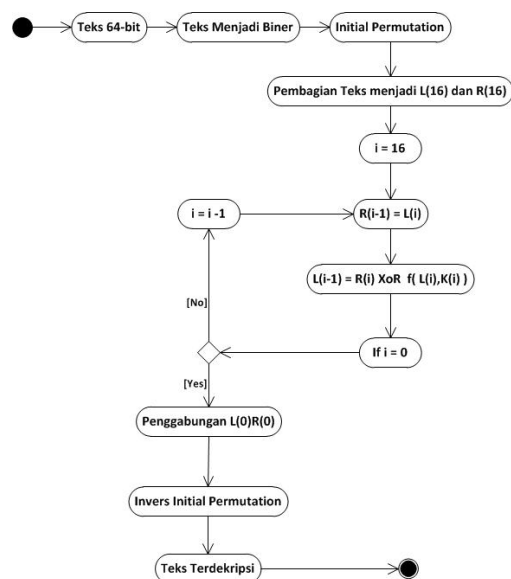 Teks 64-bit
Teks Menjadi Biner
Initial Permutation
Pembagian Teks menjadi L(16) dan R(16)
i = 16
i = i -1
R(i-1) = L(i)
L(i-1) = R(i) XoR f( L(i),K(i) )
[No]
If i = 0
[Yes]
Penggabungan L(0)R(0)
Invers Initial Permutation
Teks Terdekripsi